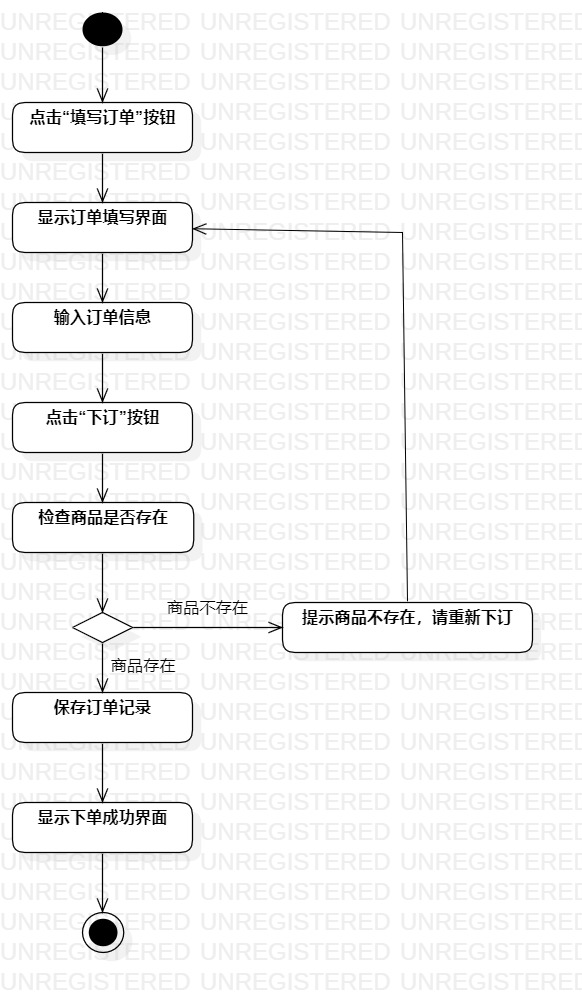 点击“填写订单”按钮
显示订单填写界面
输入订单信息
点击“下订”按钮
检查商品是否存在
商品不存在
提示商品不存在，请重新下订
商品存在
保存订单记录
显示下单成功界面
UNREGISTERED